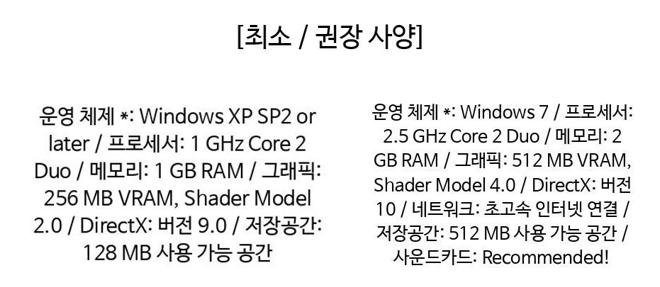 [최소 / 권장 사양]
운영 체제 *: Windows XP SP2 or
later / 프로세서: 1 GHz Core 2
Duo / 메모리: 1 GB RAM / 그래픽:
256 MB VRAM, Shader Model
2.0 / DirectX: 버전 9.0 / 저장공간:
128 MB 사용 가능 공간
운영 체제 *: Windows 7 / 프로세서:
2.5 GHz Core 2 Duo / 메모리: 2
GB RAM / 그래픽: 512 MB VRAM,
Shader Model 4.0 / DirectX: 버전
10 / 네트워크: 초고속 인터넷 연결 /
저장공간: 512 MB 사용 가능 공간 /
사운드카드: Recommended!